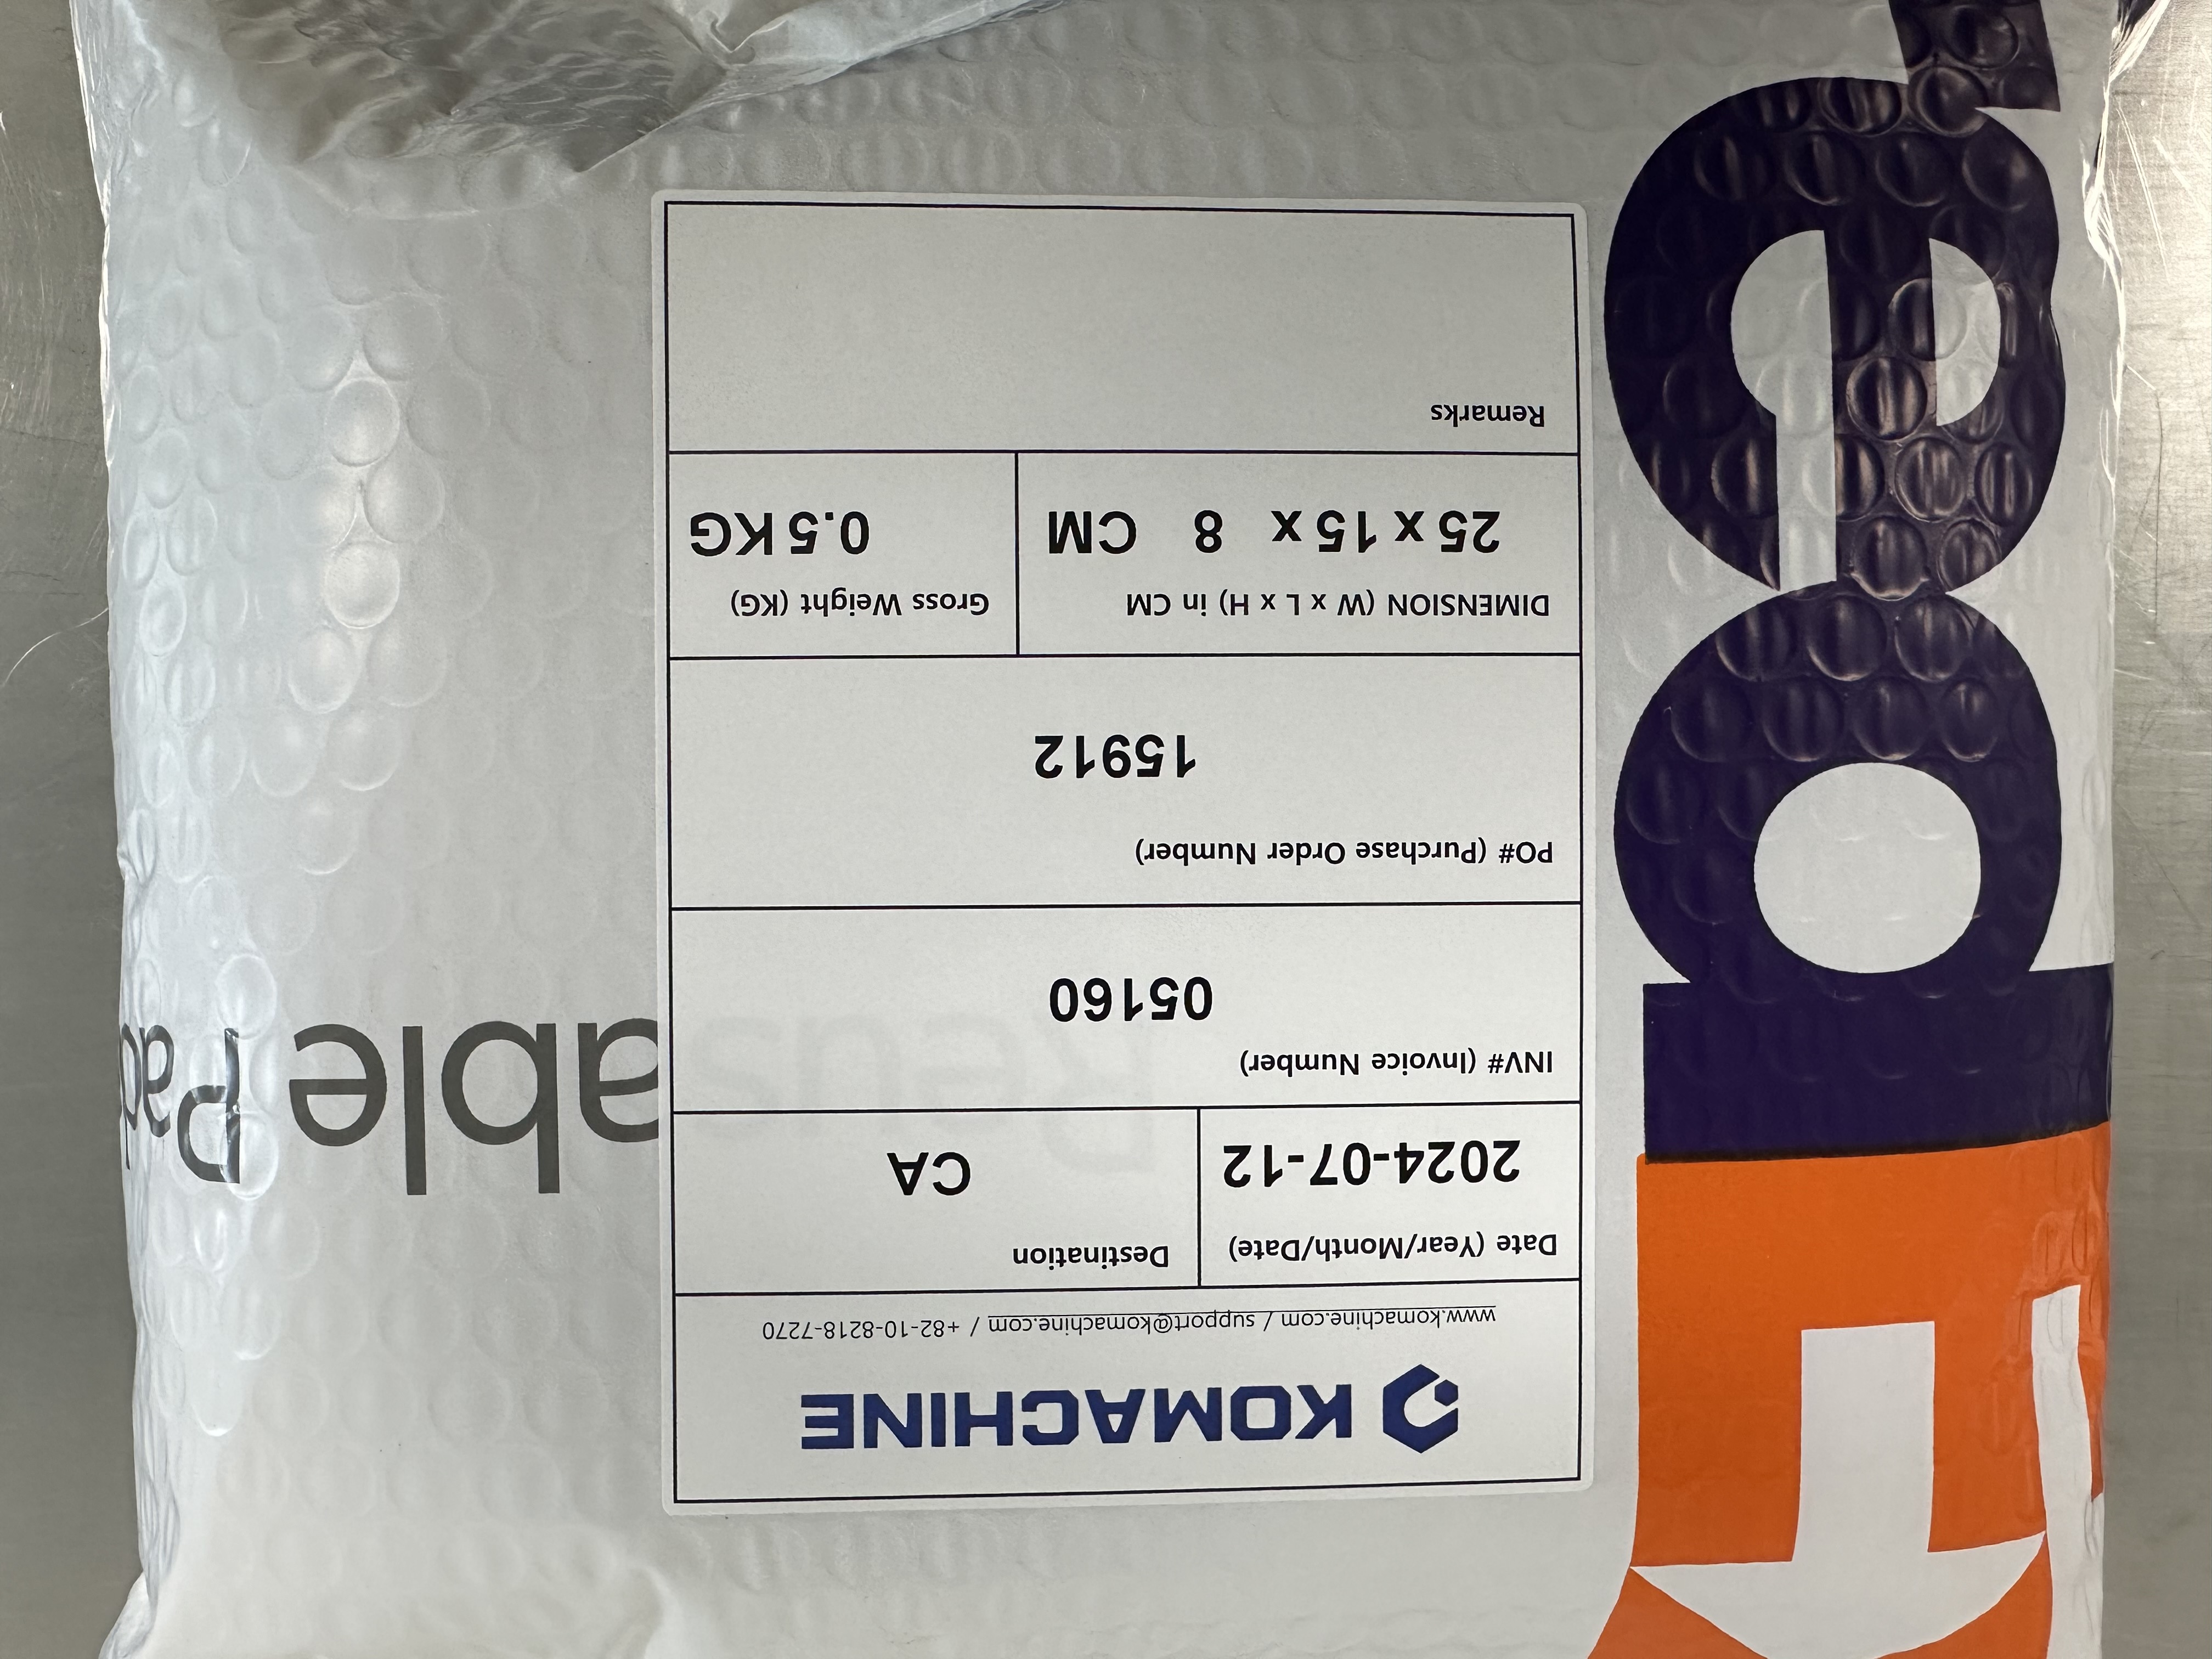 KOMACHINE
www.komachine.com / support@komachine.com / +82-10-8218-7270
Date (Year/Month/Date)
2024-07-12
Destination
CA
INV# (Invoice Number)
05160
PO# (Purchase Order Number)
15912
DIMENSION (W x L x H) in CM
25 x 15 x 8 CM
Gross Weight (KG)
0.5 KG
Remarks